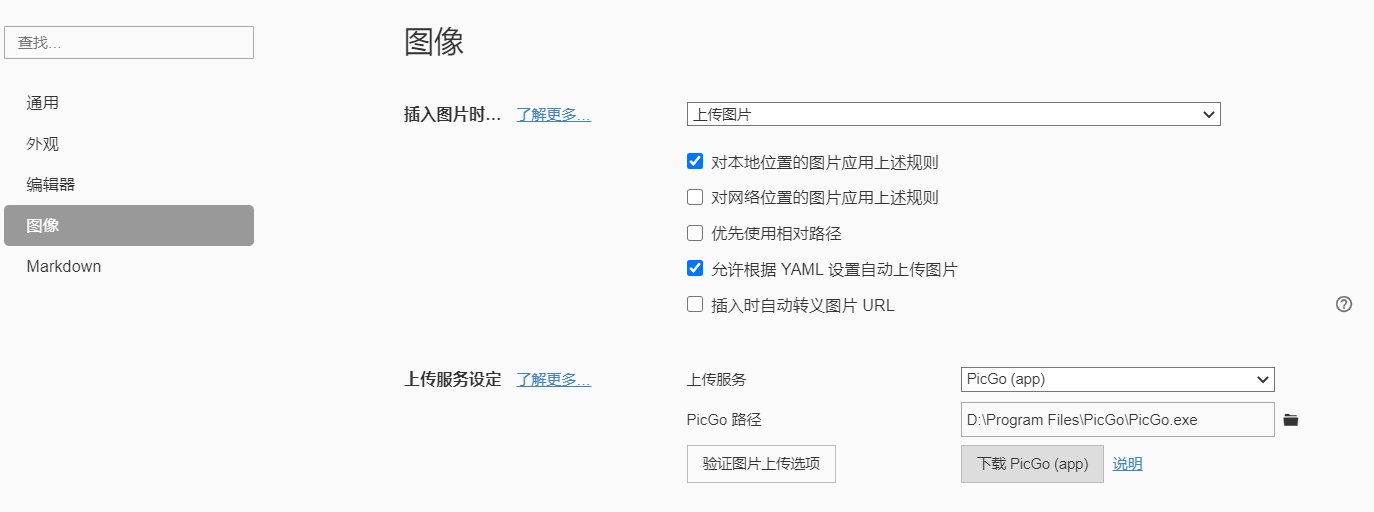 查找...
通用
外观
编辑器
图像
Markdown
图像
插入图片时... 了解更多... 上传图片
对本地位置的图片应用上述规则
对网络位置的图片应用上述规则
优先使用相对路径
允许根据 YAML 设置自动上传图片
插入时自动转义图片 URL
上传服务设定 了解更多... 上传服务 PicGo (app)
PicGo 路径 D:\Program Files\PicGo\PicGo.exe
验证图片上传选项 下载 PicGo (app) 说明